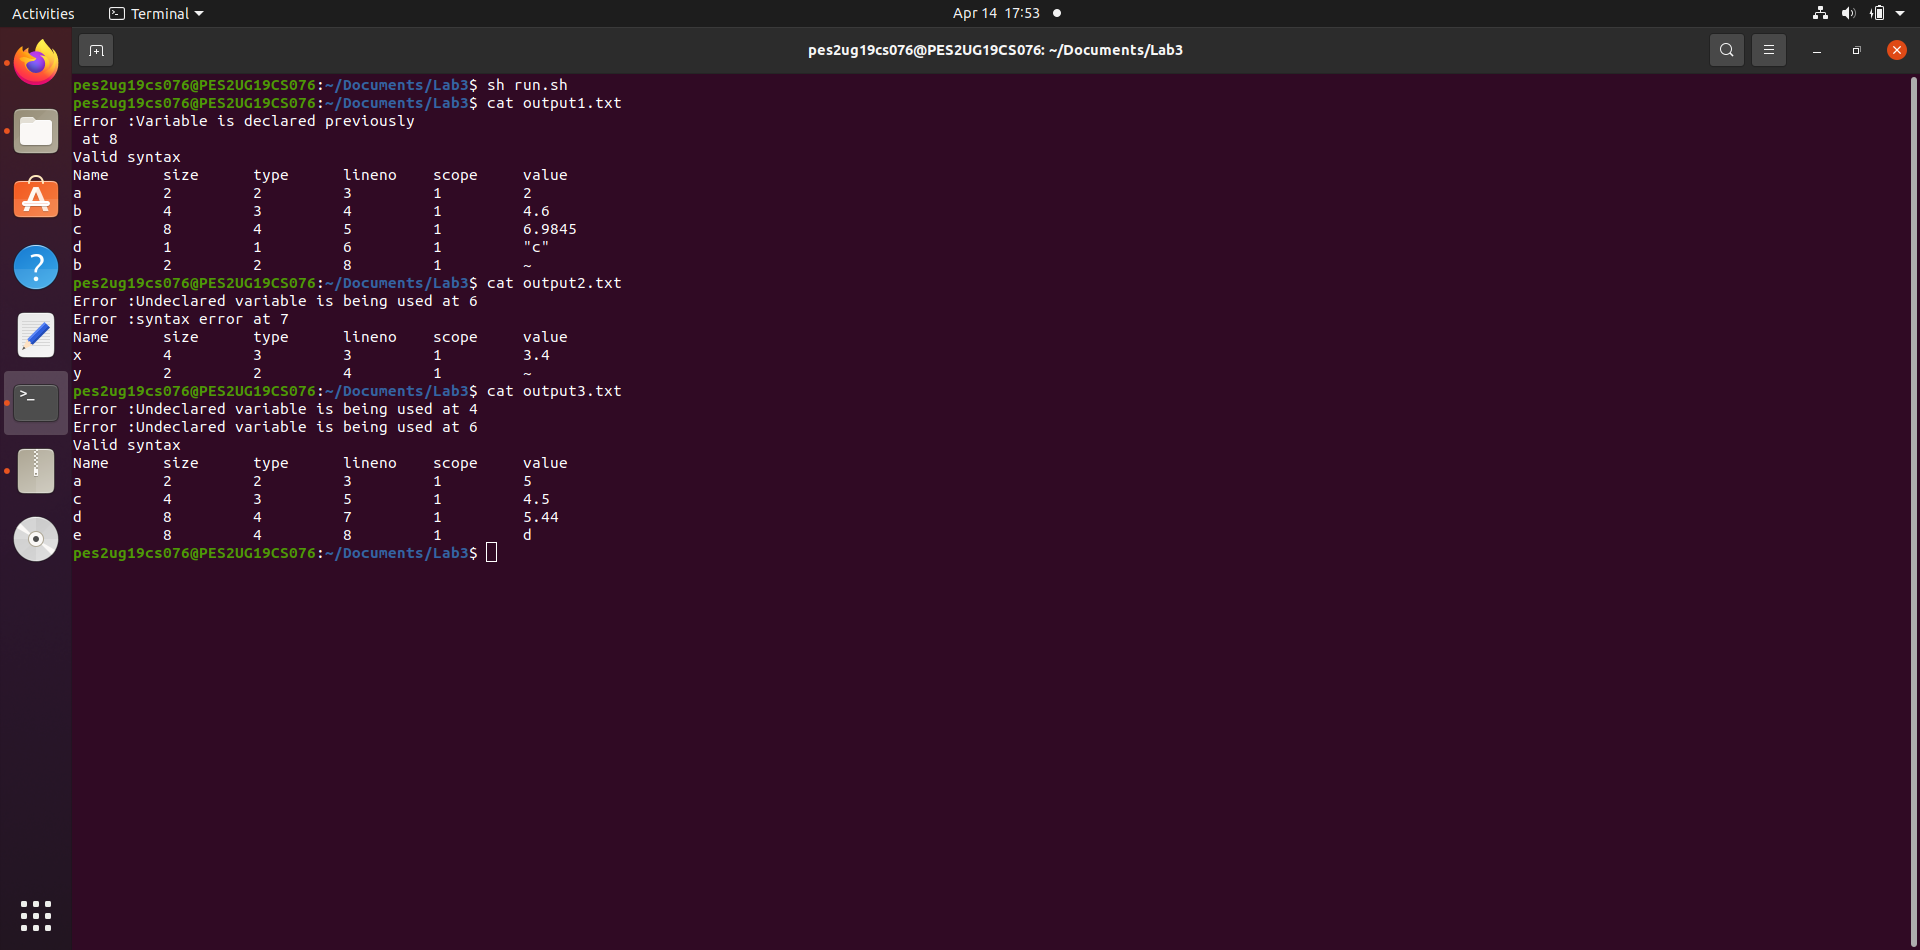 Activities Terminal Apr 14 17:53
pes2ug19cs076@PES2UG19CS076: ~/Documents/Lab3
pes2ug19cs076@PES2UG19CS076:~/Documents/Lab3$ sh run.sh
pes2ug19cs076@PES2UG19CS076:~/Documents/Lab3$ cat output1.txt
Error :Variable is declared previously
 at 8
Valid syntax
Name size type lineno scope value
a 2 2 3 1 2
b 4 3 4 1 4.6
c 8 4 5 1 6.9845
d 1 1 6 1 "c"
b 2 2 8 1 ~
pes2ug19cs076@PES2UG19CS076:~/Documents/Lab3$ cat output2.txt
Error :Undeclared variable is being used at 6
Error :syntax error at 7
Name size type lineno scope value
x 4 3 3 1 3.4
y 2 2 4 1 ~
pes2ug19cs076@PES2UG19CS076:~/Documents/Lab3$ cat output3.txt
Error :Undeclared variable is being used at 4
Error :Undeclared variable is being used at 6
Valid syntax
Name size type lineno scope value
a 2 2 3 1 5
c 4 3 5 1 4.5
d 8 4 7 1 5.44
e 8 4 8 1 d
pes2ug19cs076@PES2UG19CS076:~/Documents/Lab3$